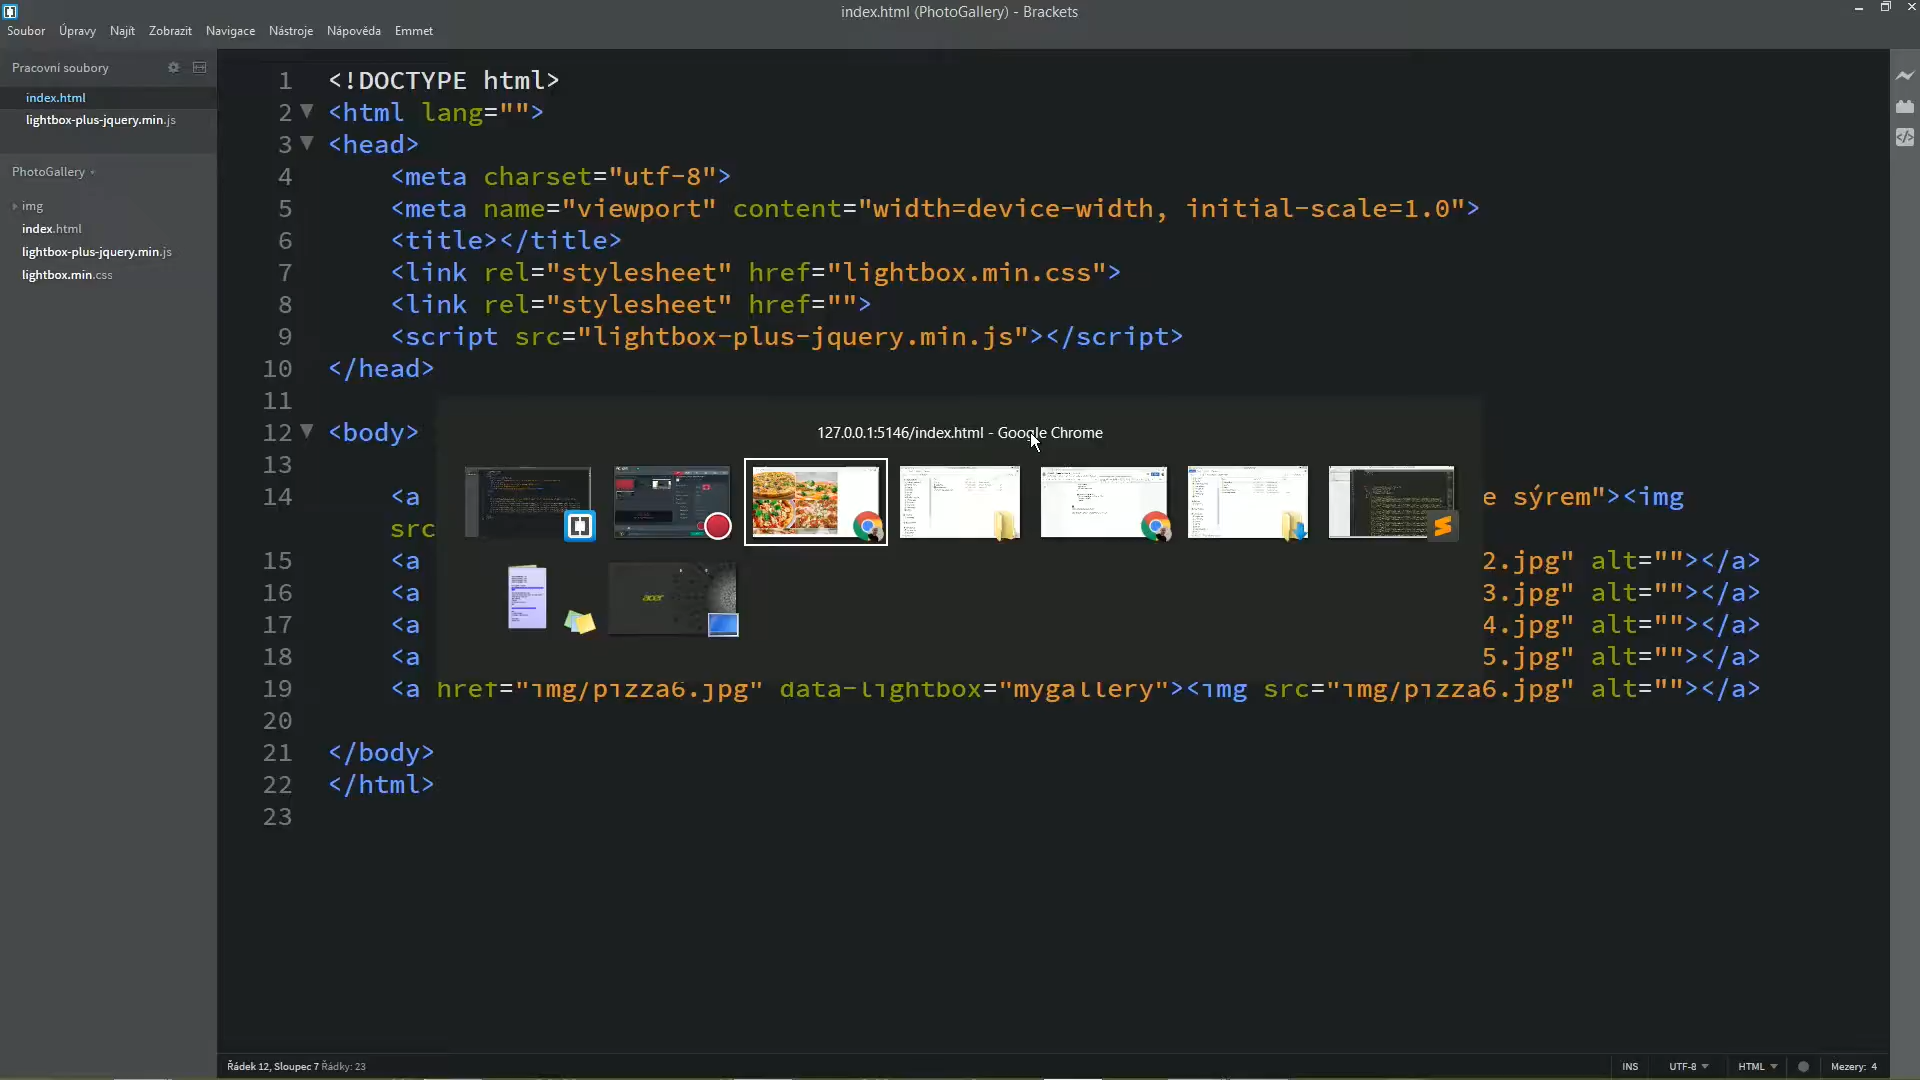 index.html (PhotoGallery) - Brackets
Soubor Úpravy Najít Zobrazit Navigace Nástroje Nápověda Emmet
Pracovní soubory
index.html
lightbox-plus-jquery.min.js
PhotoGallery
img
index.html
lightbox-plus-jquery.min.js
lightbox.min.css
1 <!DOCTYPE html>
2 <html lang="">
3 <head>
4 <meta charset="utf-8">
5 <meta name="viewport" content="width=device-width, initial-scale=1.0">
6 <title></title>
7 <link rel="stylesheet" href="lightbox.min.css">
8 <link rel="stylesheet" href="">
9 <script src="lightbox-plus-jquery.min.js"></script>
10 </head>
11
12 <body>
127.0.0.1:5146/index.html - Google Chrome
13
14 <a e sýrem"><img
src
15 <a 2.jpg" alt=""></a>
16 <a 3.jpg" alt=""></a>
17 <a 4.jpg" alt=""></a>
18 <a 5.jpg" alt=""></a>
acer
19 <a href="img/pizza6.jpg" data-lightbox="mygallery"><img src="img/pizza6.jpg" alt=""></a>
20
21 </body>
22 </html>
23
Řádek 12, Sloupec 7 Řádky: 23
INS UTF-8 HTML Mezery: 4